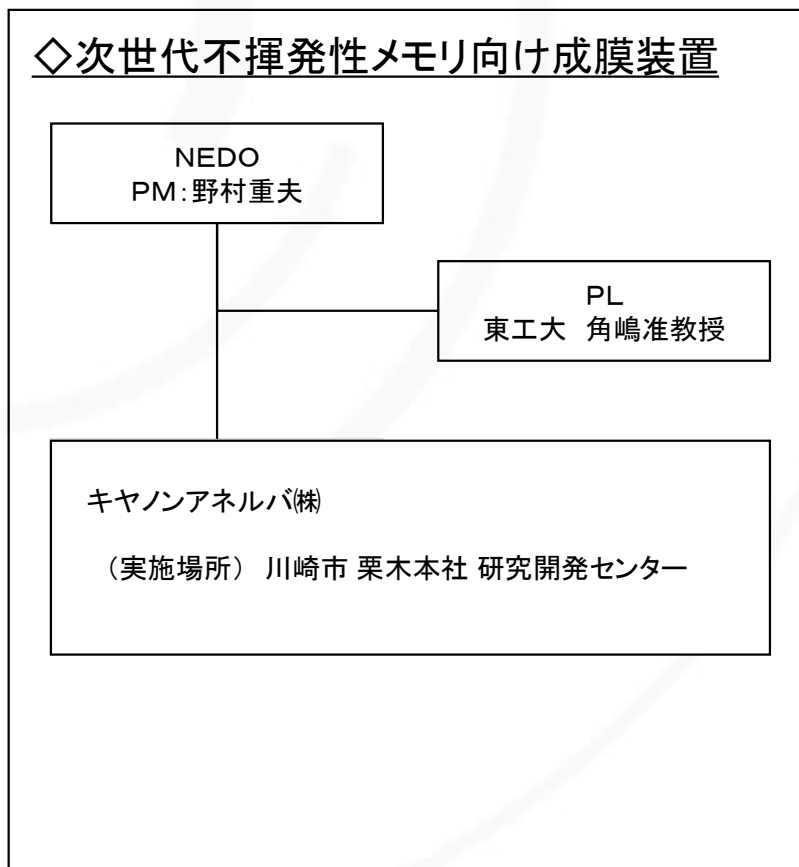 ◇次世代不揮発性メモリ向け成膜装置
NEDO
PM:野村重夫
PL
東工大 角嶋准教授
キヤノンアネルバ㈱
(実施場所) 川崎市 栗木本社 研究開発センター